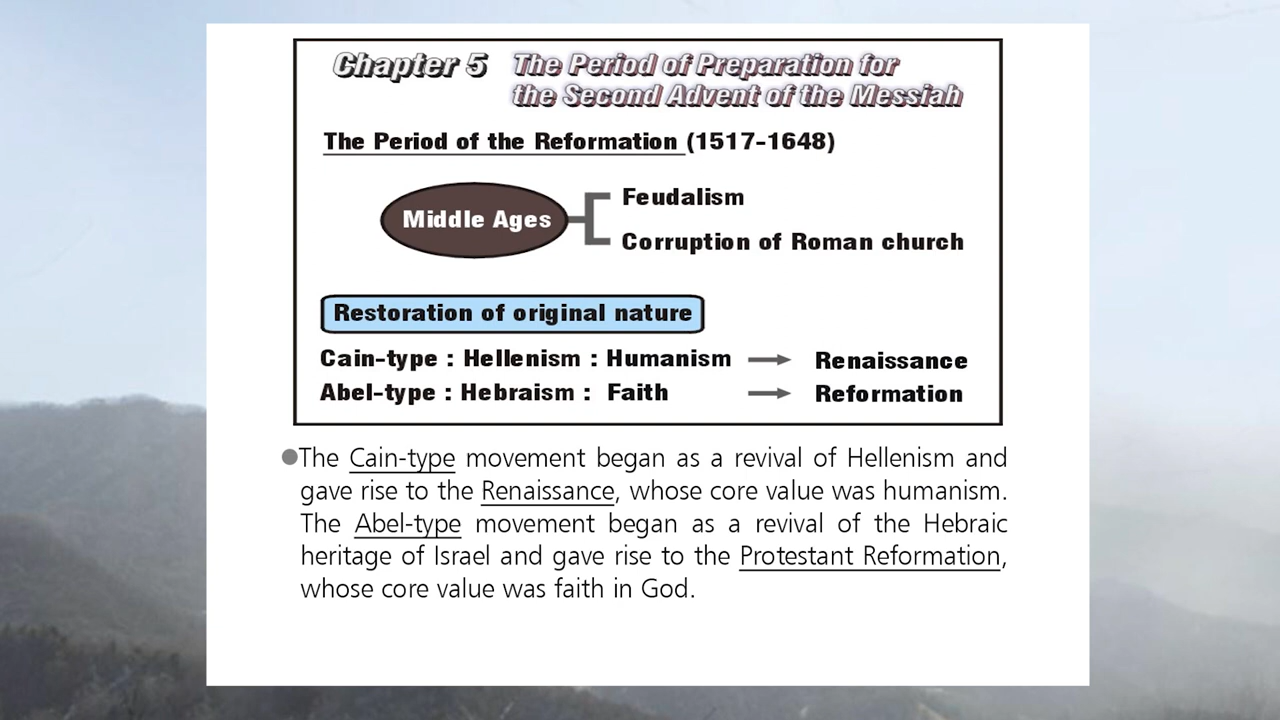 Chapter 5 The Period of Preparation for
the Second Advent of the Messiah
The Period of the Reformation (1517-1648)
Middle Ages
Feudalism
Corruption of Roman church
Restoration of original nature
Cain-type : Hellenism : Humanism → Renaissance
Abel-type : Hebraism : Faith → Reformation
●The Cain-type movement began as a revival of Hellenism and
gave rise to the Renaissance, whose core value was humanism.
The Abel-type movement began as a revival of the Hebraic
heritage of Israel and gave rise to the Protestant Reformation,
whose core value was faith in God.